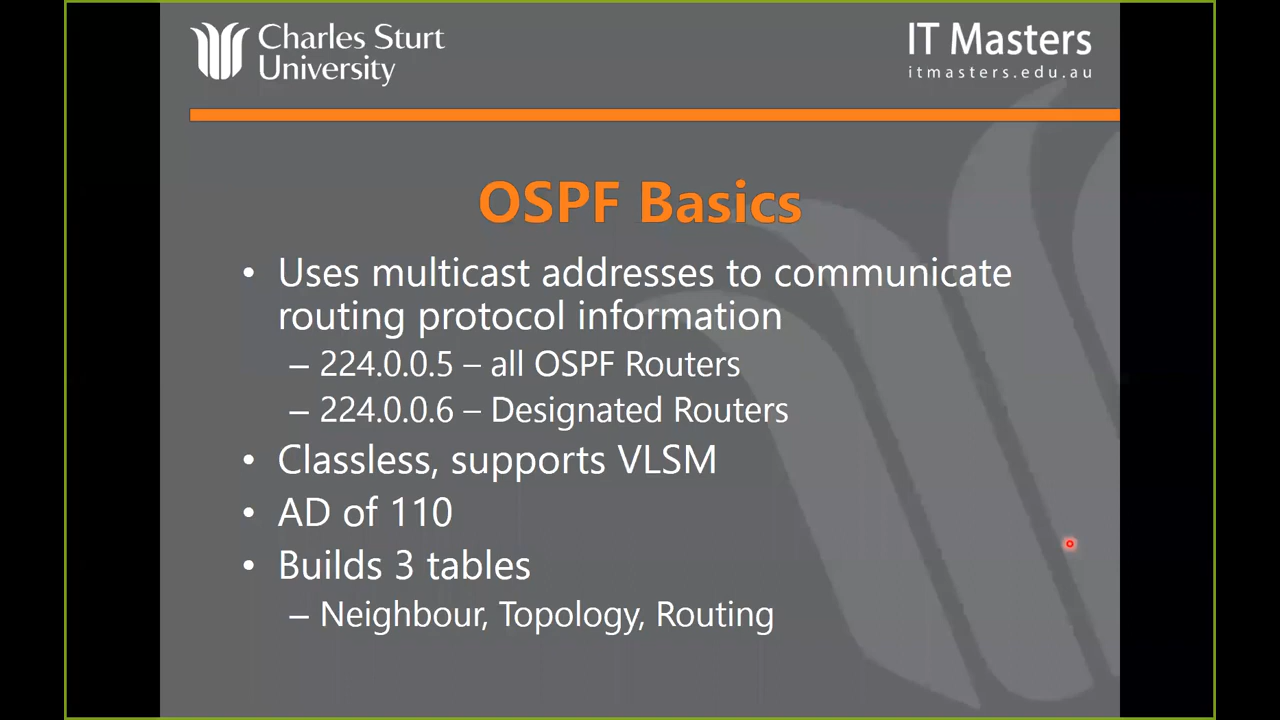 Charles Sturt
University
IT Masters
itmasters.edu.au
OSPF Basics
• Uses multicast addresses to communicate
routing protocol information
– 224.0.0.5 – all OSPF Routers
– 224.0.0.6 – Designated Routers
• Classless, supports VLSM
• AD of 110
• Builds 3 tables
– Neighbour, Topology, Routing